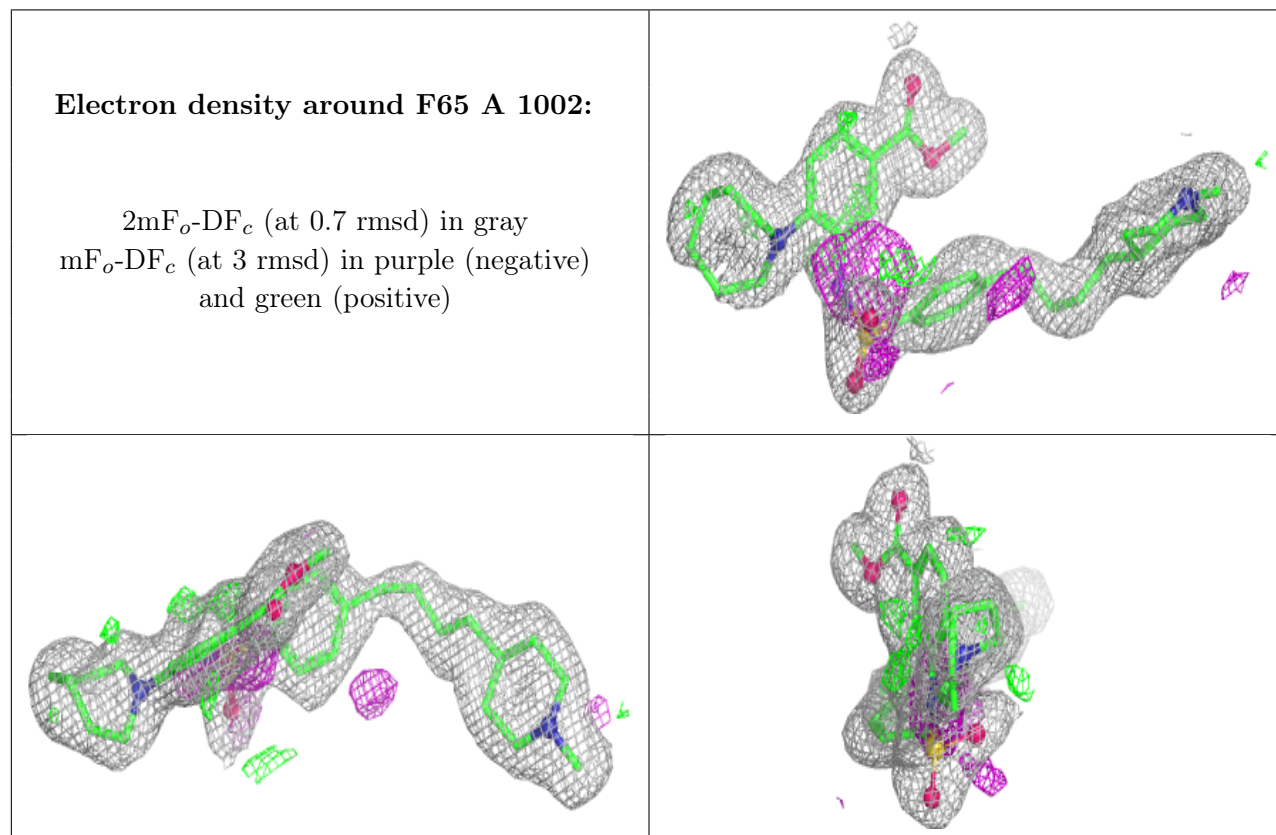 Electron density around F65 A 1002:
2mFo-DFc (at 0.7 rmsd) in gray
mFo-DFc (at 3 rmsd) in purple (negative)
and green (positive)